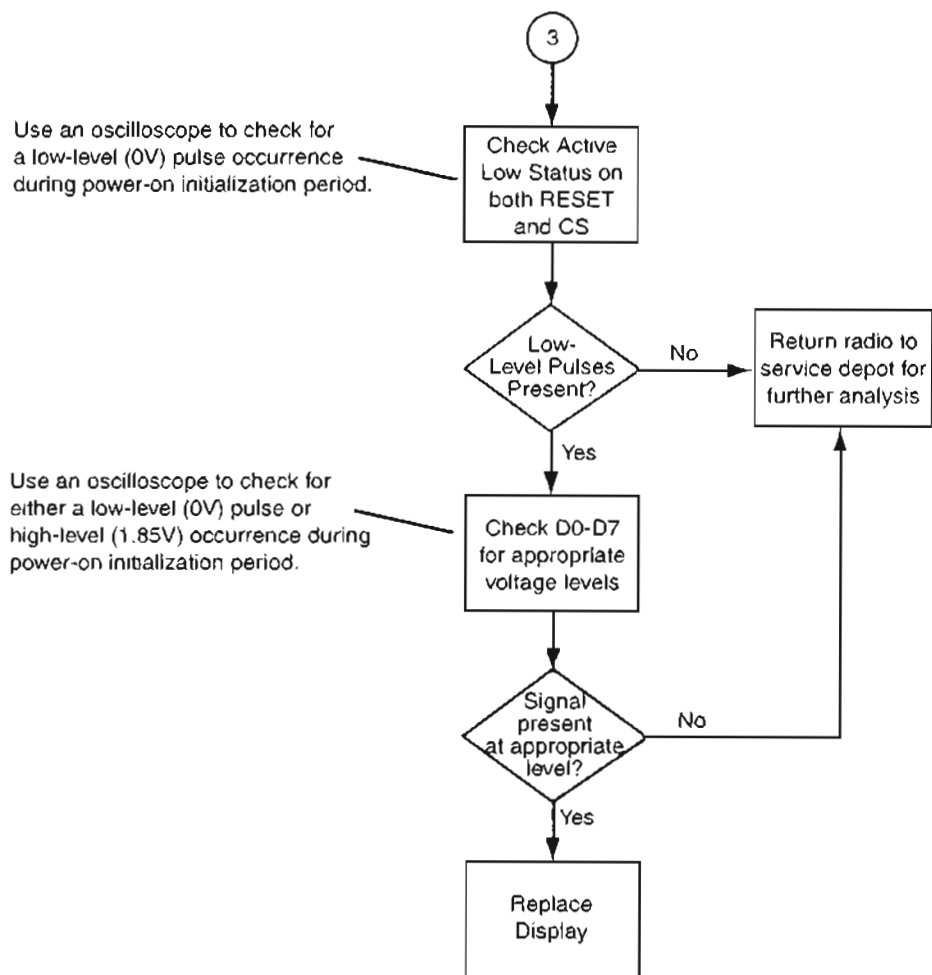 3
Use an oscilloscope to check for
a low-level (0V) pulse occurrence
during power-on initialization period.
Check Active
Low Status on
both RESET
and CS
Low-
Level Pulses
Present?
No
Return radio to
service depot for
further analysis
Yes
Use an oscilloscope to check for
either a low-level (0V) pulse or
high-level (1.85V) occurrence during
power-on initialization period.
Check D0-D7
for appropriate
voltage levels
Signal
present
at appropriate
level?
No
Yes
Replace
Display